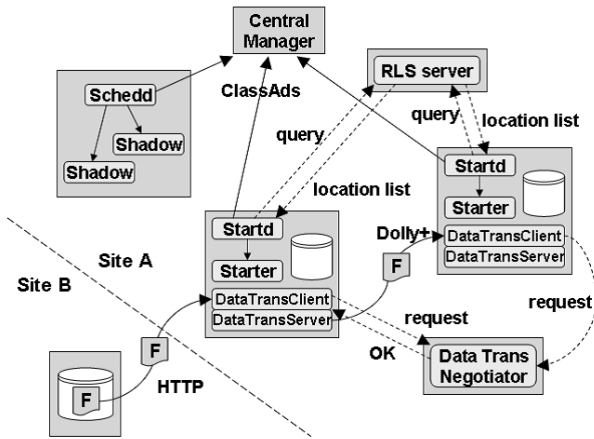 Central
Manager
RLS server
Schedd
Shadow
Shadow
ClassAds
query
query
location list
location list
Startd
Starter
DataTransClient
DataTransServer
Dolly+
F
Startd
Starter
DataTransClient
DataTransServer
Site A
Site B
F
HTTP
F
request
request
OK
Data Trans
Negotiator